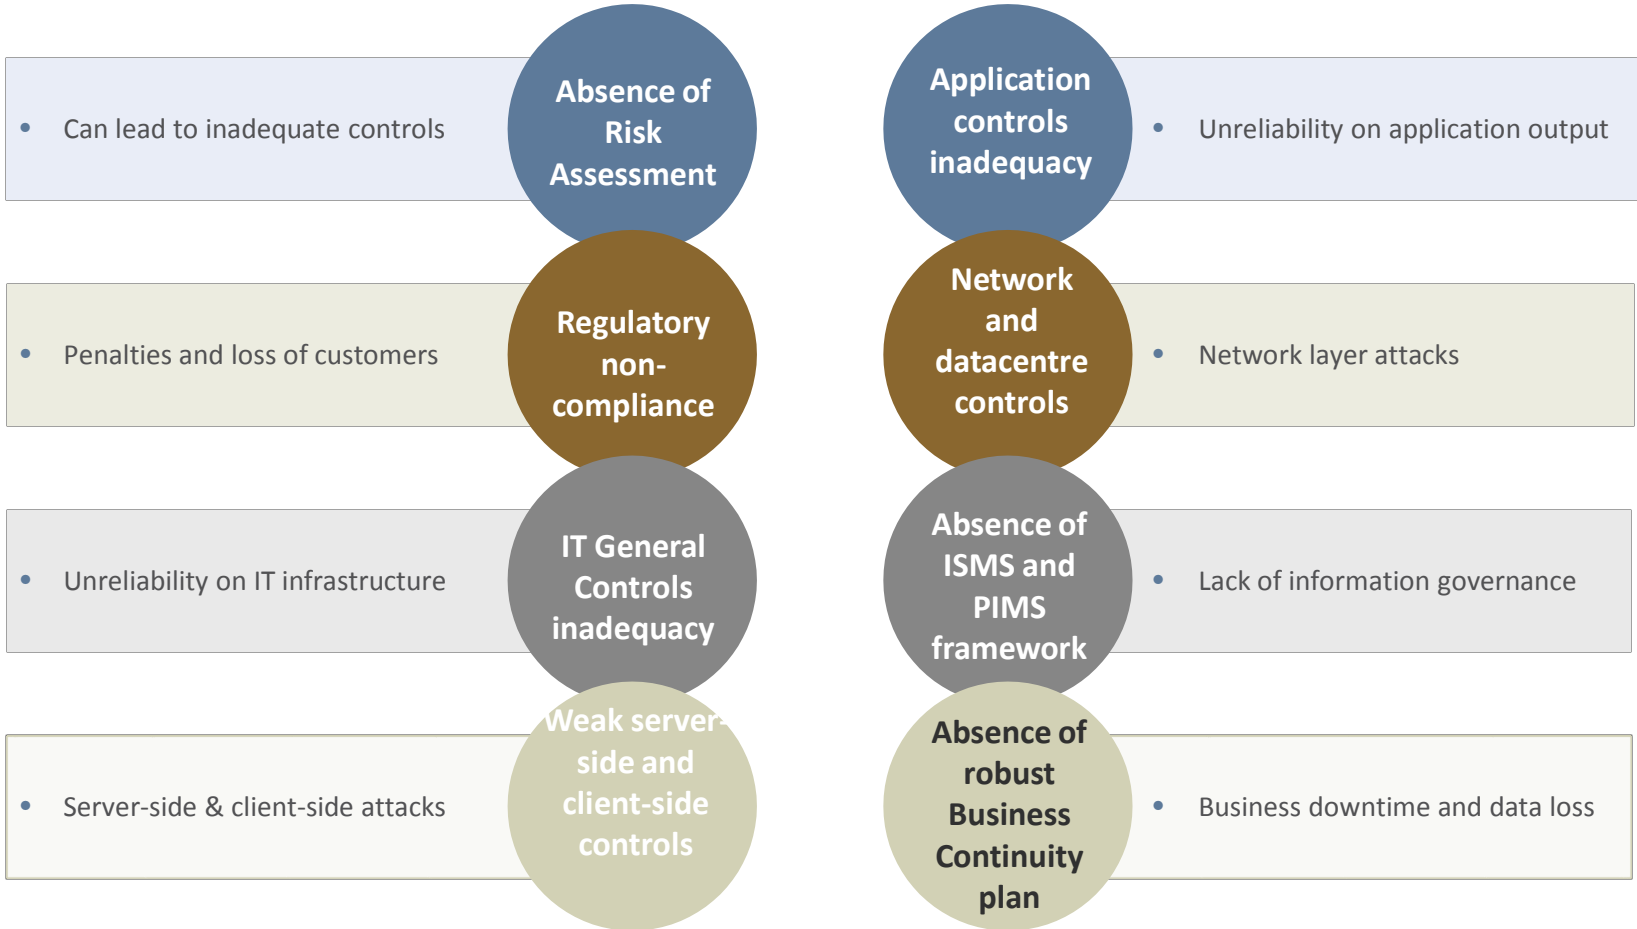 • Can lead to inadequate controls
Absence of
Risk
Assessment
Application
controls
inadequacy
• Unreliability on application output
• Penalties and loss of customers
Regulatory
non-
compliance
Network
and
datacentre
controls
• Network layer attacks
• Unreliability on IT infrastructure
IT General
Controls
inadequacy
Absence of
ISMS and
PIMS
framework
• Lack of information governance
• Server-side & client-side attacks
Weak server-
side and
client-side
controls
Absence of
robust
Business
Continuity
plan
• Business downtime and data loss